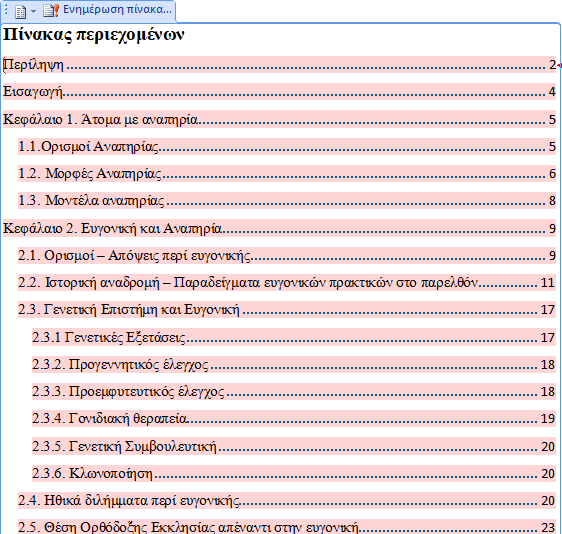 Ενημέρωση πίνακα...
Πίνακας περιεχομένων
Περίληψη ........ 2
Εισαγωγή ........ 4
Κεφάλαιο 1. Άτομα με αναπηρία ........ 5
1.1.Ορισμοί Αναπηρίας ........ 5
1.2. Μορφές Αναπηρίας ........ 6
1.3. Μοντέλα αναπηρίας ........ 8
Κεφάλαιο 2. Ευγονική και Αναπηρία ........ 9
2.1. Ορισμοί – Απόψεις περί ευγονικής ........ 9
2.2. Ιστορική αναδρομή – Παραδείγματα ευγονικών πρακτικών στο παρελθόν ........ 11
2.3. Γενετική Επιστήμη και Ευγονική ........ 17
2.3.1 Γενετικές Εξετάσεις ........ 17
2.3.2. Προγεννητικός έλεγχος ........ 18
2.3.3. Προεμφυτευτικός έλεγχος ........ 18
2.3.4. Γονιδιακή θεραπεία ........ 19
2.3.5. Γενετική Συμβουλευτική ........ 20
2.3.6. Κλωνοποίηση ........ 20
2.4. Ηθικά διλήμματα περί ευγονικής ........ 20
2.5. Θέση Ορθόδοξης Εκκλησίας απέναντι στην ευγονική ........ 23